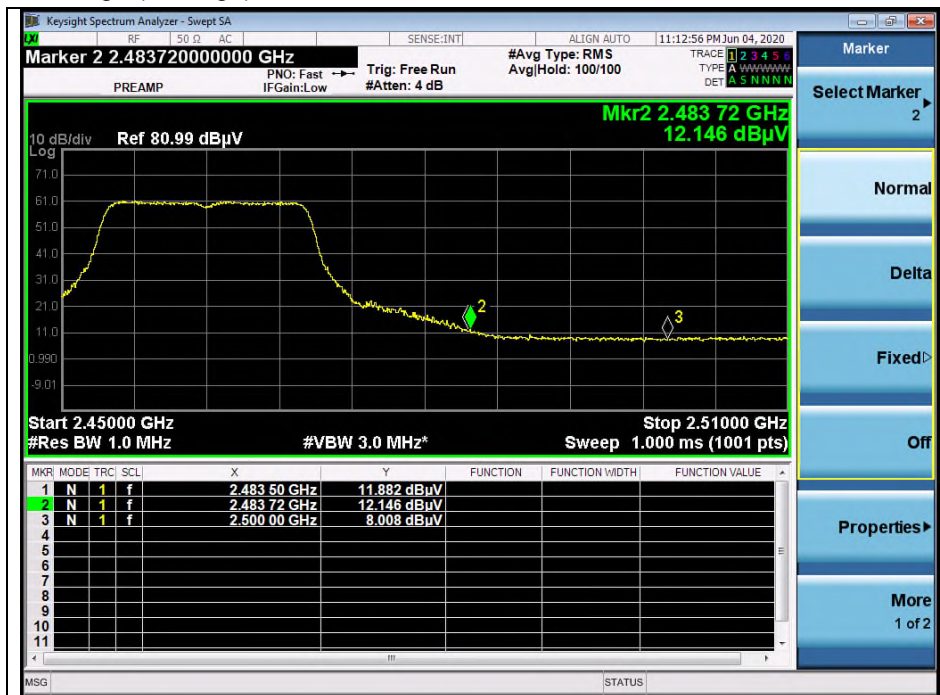 Keysight Spectrum Analyzer - Swept SA
LXI RF 50 Ω AC SENSE:INT ALIGN AUTO 11:12:56 PM Jun 04, 2020
Marker 2 2.483720000000 GHz
PREAMP
PNO: Fast
IFGain:Low
Trig: Free Run
#Atten: 4 dB
#Avg Type: RMS
Avg|Hold: 100/100
TRACE 1 2 3 4 5 6
TYPE A WWWWW
DET A S N N N N
Mkr2 2.483 72 GHz
12.146 dBµV
10 dB/div Ref 80.99 dBµV
Log
71.0
61.0
51.0
41.0
31.0
21.0
11.0
0.990
-9.01
2
3
Start 2.45000 GHz Stop 2.51000 GHz
#Res BW 1.0 MHz #VBW 3.0 MHz* Sweep 1.000 ms (1001 pts)
MKR MODE TRC SCL X Y FUNCTION FUNCTION WIDTH FUNCTION VALUE
1 N 1 f 2.483 50 GHz 11.882 dBµV
2 N 1 f 2.483 72 GHz 12.146 dBµV
3 N 1 f 2.500 00 GHz 8.008 dBµV
4
5
6
7
8
9
10
11
MSG STATUS
Marker
Select Marker
2
Normal
Delta
Fixed
Off
Properties
More
1 of 2